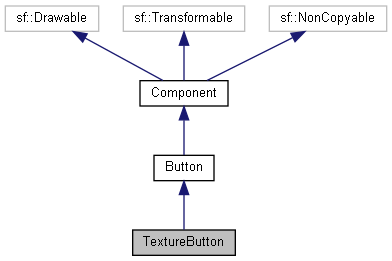 sf::Drawable
sf::Transformable
sf::NonCopyable
Component
Button
TextureButton